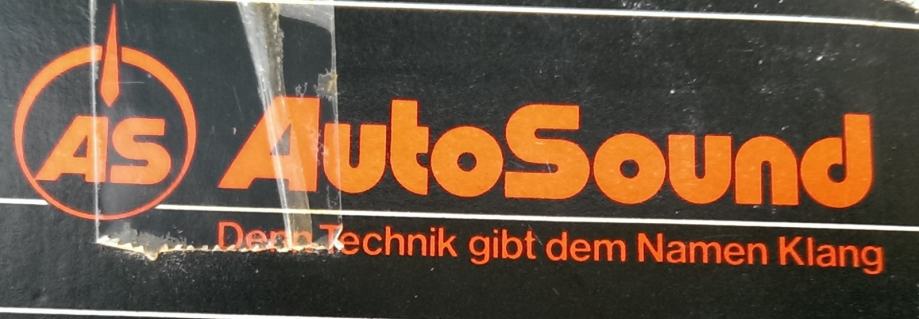 AS
AutoSound
Denn Technik gibt dem Namen Klang